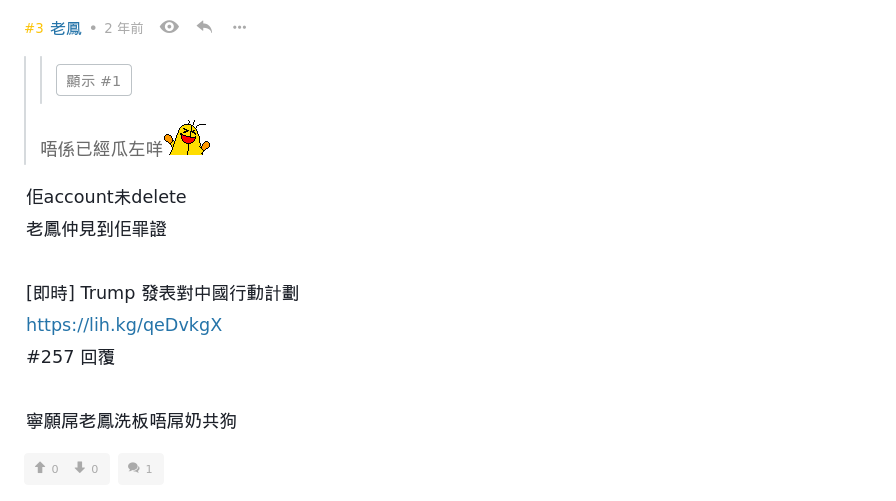 #3 老鳳 • 2 年前
顯示 #1
唔係已經瓜左咩
佢account未delete
老鳳仲見到佢罪證
[即時] Trump 發表對中國行動計劃
https://lih.kg/qeDvkgX
#257 回覆
寧願屌老鳳洗板唔屌奶共狗
0 0 1